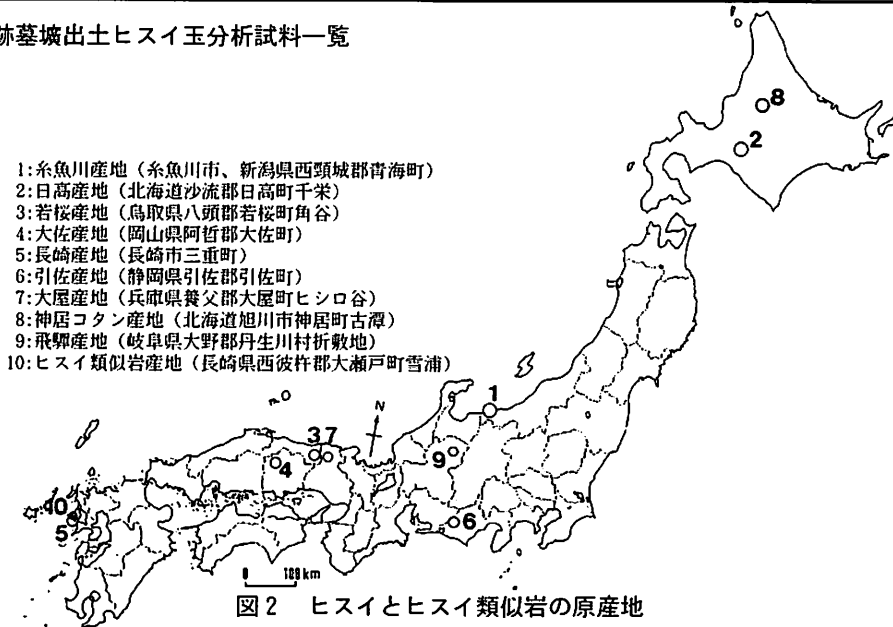 跡墓壙出土ヒスイ玉分析試料一覧
1:糸魚川産地（糸魚川市、新潟県西頸城郡青海町）
2:日高産地（北海道沙流郡日高町千栄）
3:若桜産地（鳥取県八頭郡若桜町角谷）
4:大佐産地（岡山県阿哲郡大佐町）
5:長崎産地（長崎市三重町）
6:引佐産地（静岡県引佐郡引佐町）
7:大屋産地（兵庫県養父郡大屋町ヒシロ谷）
8:神居コタン産地（北海道旭川市神居町古潭）
9:飛驒産地（岐阜県大野郡丹生川村折敷地）
10:ヒスイ類似岩産地（長崎県西彼杵郡大瀬戸町雪浦）
8
2
N
1
3 7
4
9
10
5
6
0 100km
図2 ヒスイとヒスイ類似岩の原産地